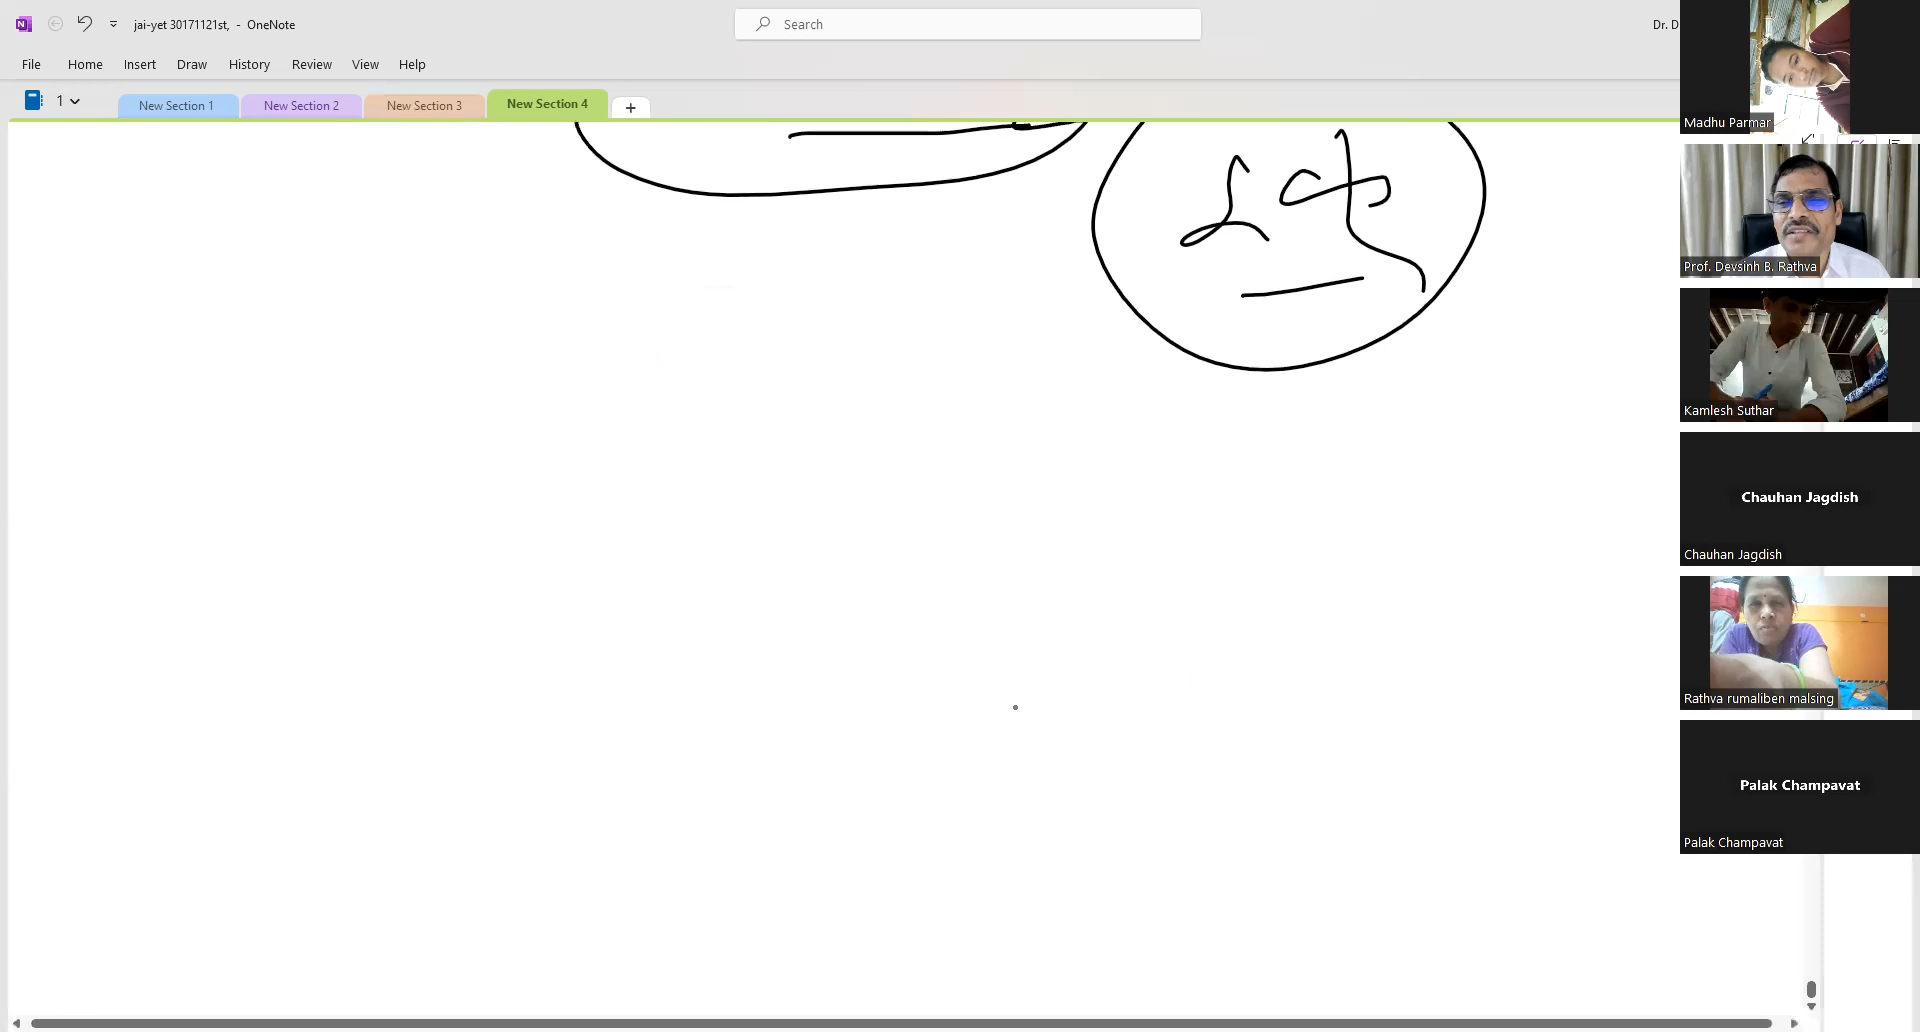 jai-yet 30171121st, - OneNote
Search
Dr. D
File Home Insert Draw History Review View Help
1
New Section 1 New Section 2 New Section 3 New Section 4 +
Madhu Parmar
Prof. Devsinh B. Rathva
Kamlesh Suthar
Chauhan Jagdish
Chauhan Jagdish
Rathva rumaliben malsing
Palak Champavat
Palak Champavat